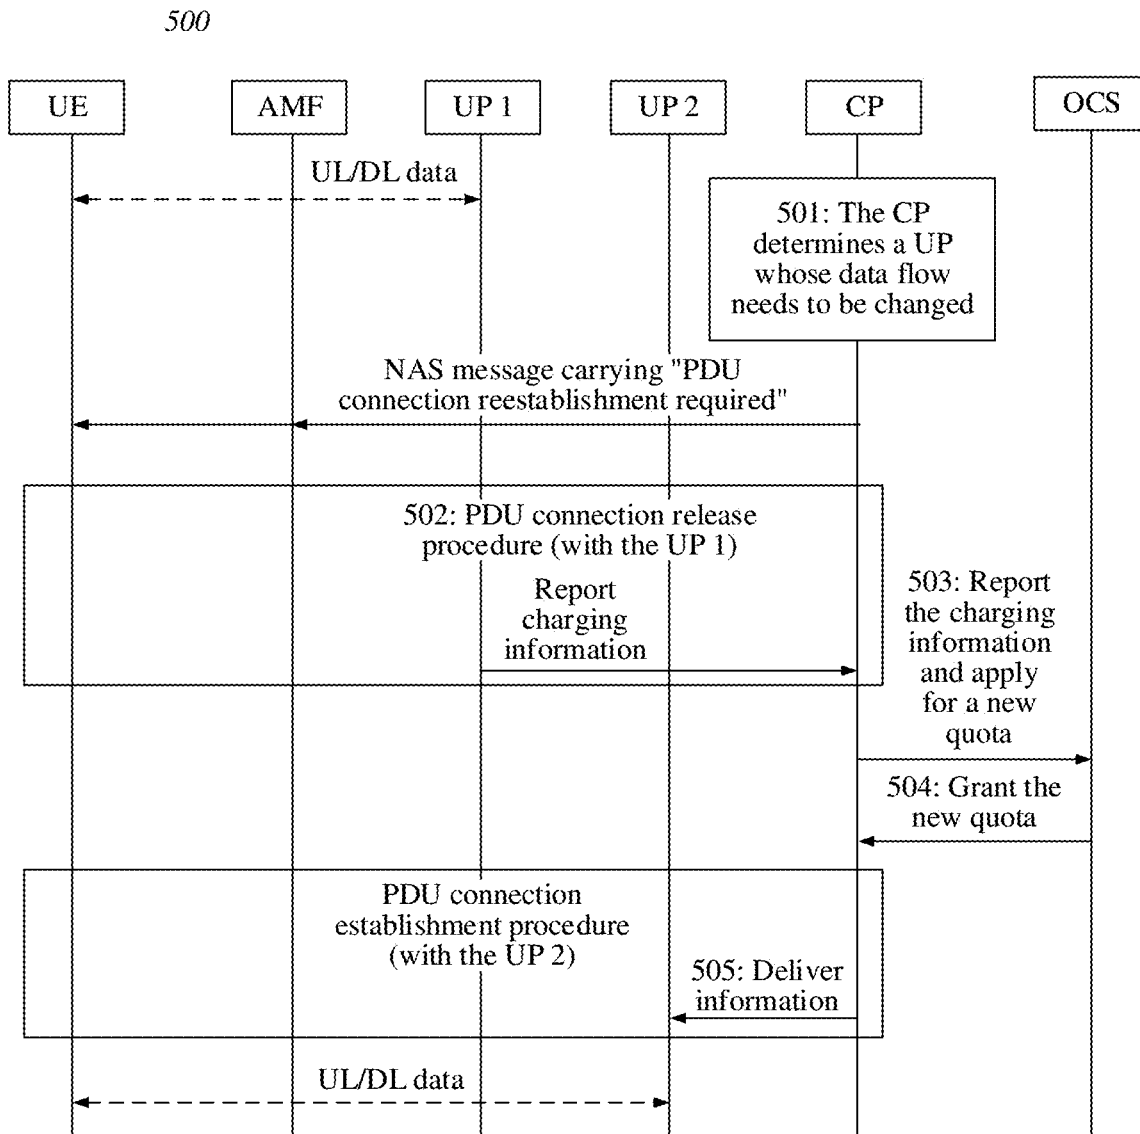 500
UE
AMF
UP 1
UP 2
CP
OCS
UL/DL data
501: The CP
determines a UP
whose data flow
needs to be changed
NAS message carrying "PDU
connection reestablishment required"
502: PDU connection release
procedure (with the UP 1)
Report
charging
information
503: Report
the charging
information
and apply
for a new
quota
504: Grant the
new quota
PDU connection
establishment procedure
(with the UP 2)
505: Deliver
information
UL/DL data